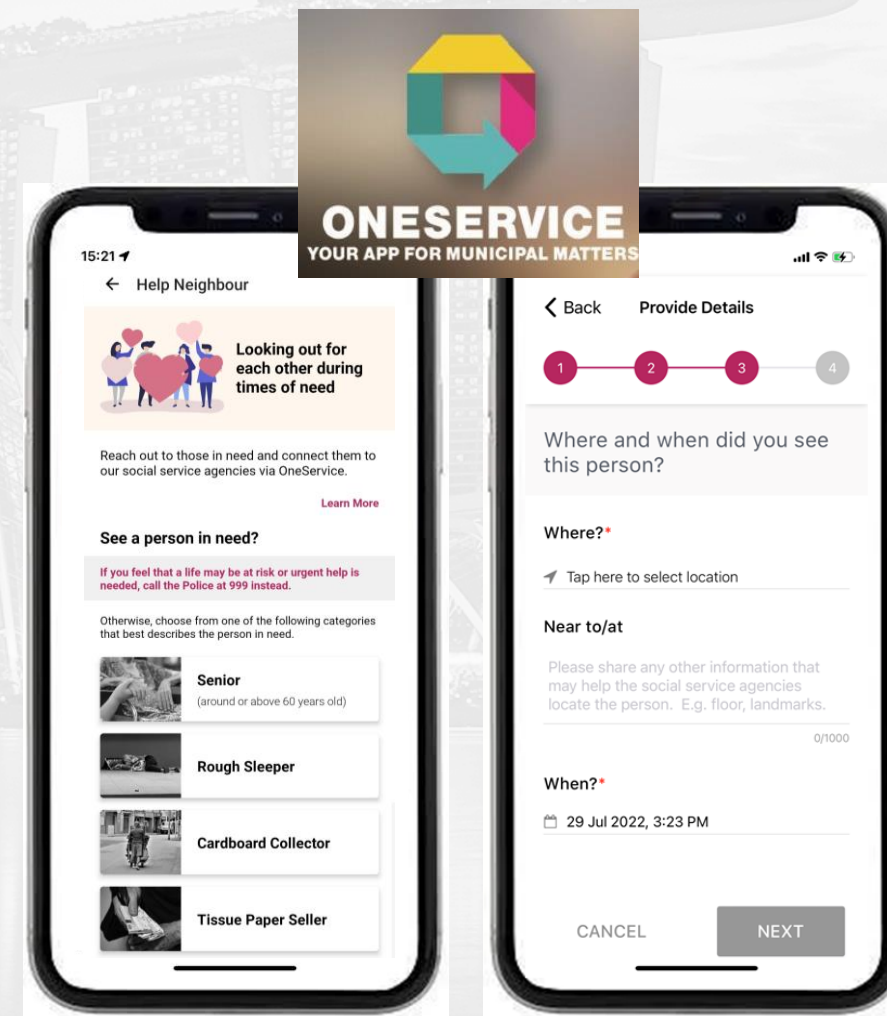 ONESERVICE
YOUR APP FOR MUNICIPAL MATTERS
15:21
← Help Neighbour
Looking out for
each other during
times of need
Reach out to those in need and connect them to
our social service agencies via OneService.
Learn More
See a person in need?
If you feel that a life may be at risk or urgent help is
needed, call the Police at 999 instead.
Otherwise, choose from one of the following categories
that best describes the person in need.
Senior
(around or above 60 years old)
Rough Sleeper
Cardboard Collector
Tissue Paper Seller
Back Provide Details
1 2 3 4
Where and when did you see
this person?
Where?*
Tap here to select location
Near to/at
Please share any other information that
may help the social service agencies
locate the person. E.g. floor, landmarks.
0/1000
When?*
29 Jul 2022, 3:23 PM
CANCEL NEXT